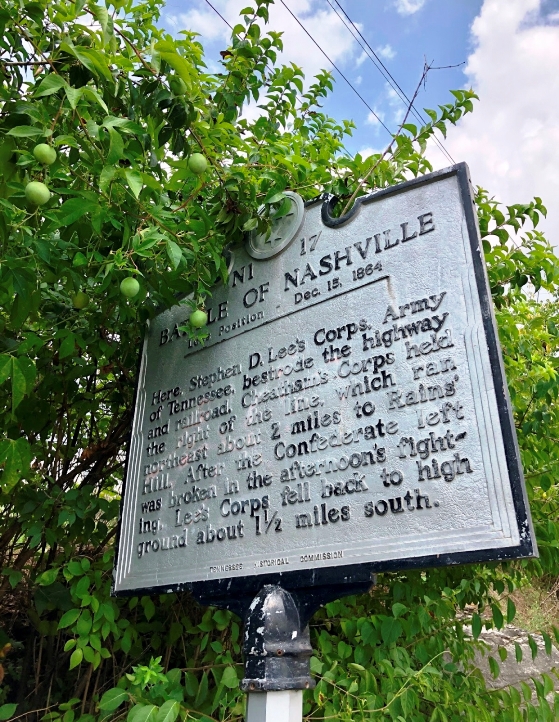 N1 17
BATTLE OF NASHVILLE
Lee's Position - Dec. 15, 1864
Here, Stephen D. Lee's Corps, Army
of Tennessee, bestrode the highway
and railroad. Cheatham's Corps held
the right of the line, which ran
northeast about 2 miles to Rains'
Hill. After the Confederate left
was broken in the afternoon's fight-
ing, Lee's Corps fell back to high
ground about 1½ miles south.
TENNESSEE HISTORICAL COMMISSION